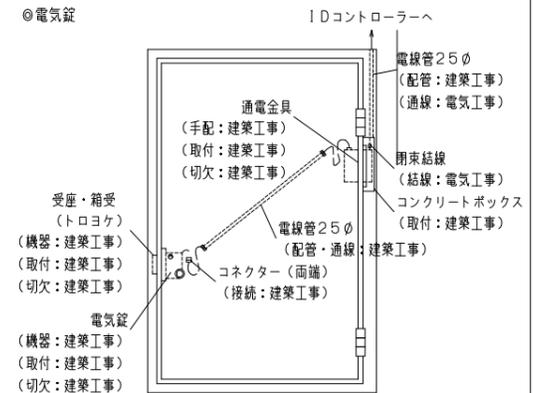 ◎電気錠
IDコントローラーへ
電線管25φ
(配管：建築工事)
(通線：電気工事)
通電金具
(手配：建築工事)
(取付：建築工事)
(切欠：建築工事)
閉束結線
(結線：電気工事)
コンクリートボックス
(取付：建築工事)
受座・箱受
(トロヨケ)
(機器：建築工事)
(取付：建築工事)
(切欠：建築工事)
電線管25φ
(配管・通線：建築工事)
コネクター(両端)
(接続：建築工事)
電気錠
(機器：建築工事)
(取付：建築工事)
(切欠：建築工事)